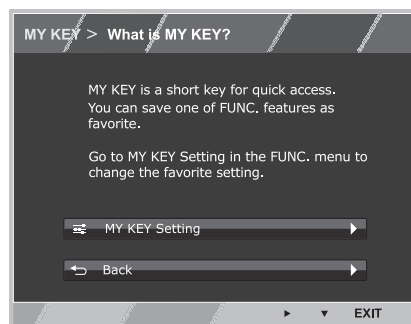 MY KEY > What is MY KEY?
MY KEY is a short key for quick access.
You can save one of FUNC. features as
favorite.
Go to MY KEY Setting in the FUNC. menu to
change the favorite setting.
MY KEY Setting
Back
EXIT